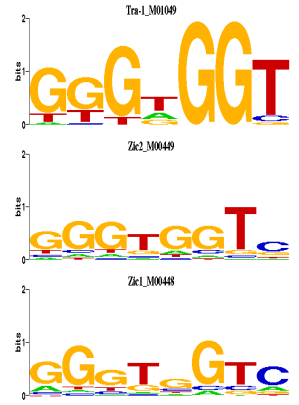 Tra-1_M01049
2
1
0
bits
G G G T G G T
T T T A C
A G
Zic2_M00449
2
1
0
bits
G G G T G G T C
Zic1_M00448
2
1
0
bits
G G G T G G T C